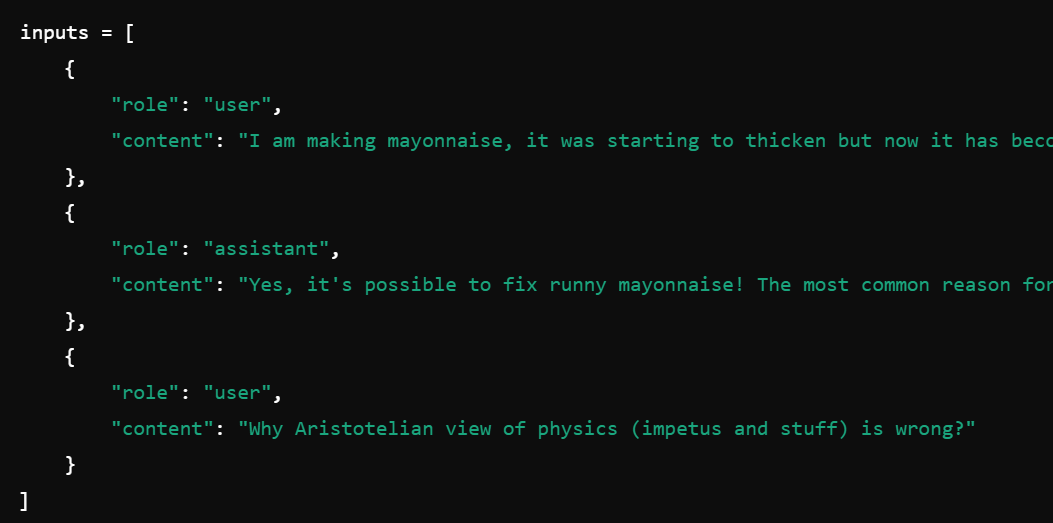 inputs = [
{
"role": "user",
"content": "I am making mayonnaise, it was starting to thicken but now it has
},
{
"role": "assistant",
"content": "Yes, it's possible to fix runny mayonnaise! The most common reason for
},
{
"role": "user",
"content": "Why Aristotelian view of physics (impetus and stuff) is wrong?"
}
]